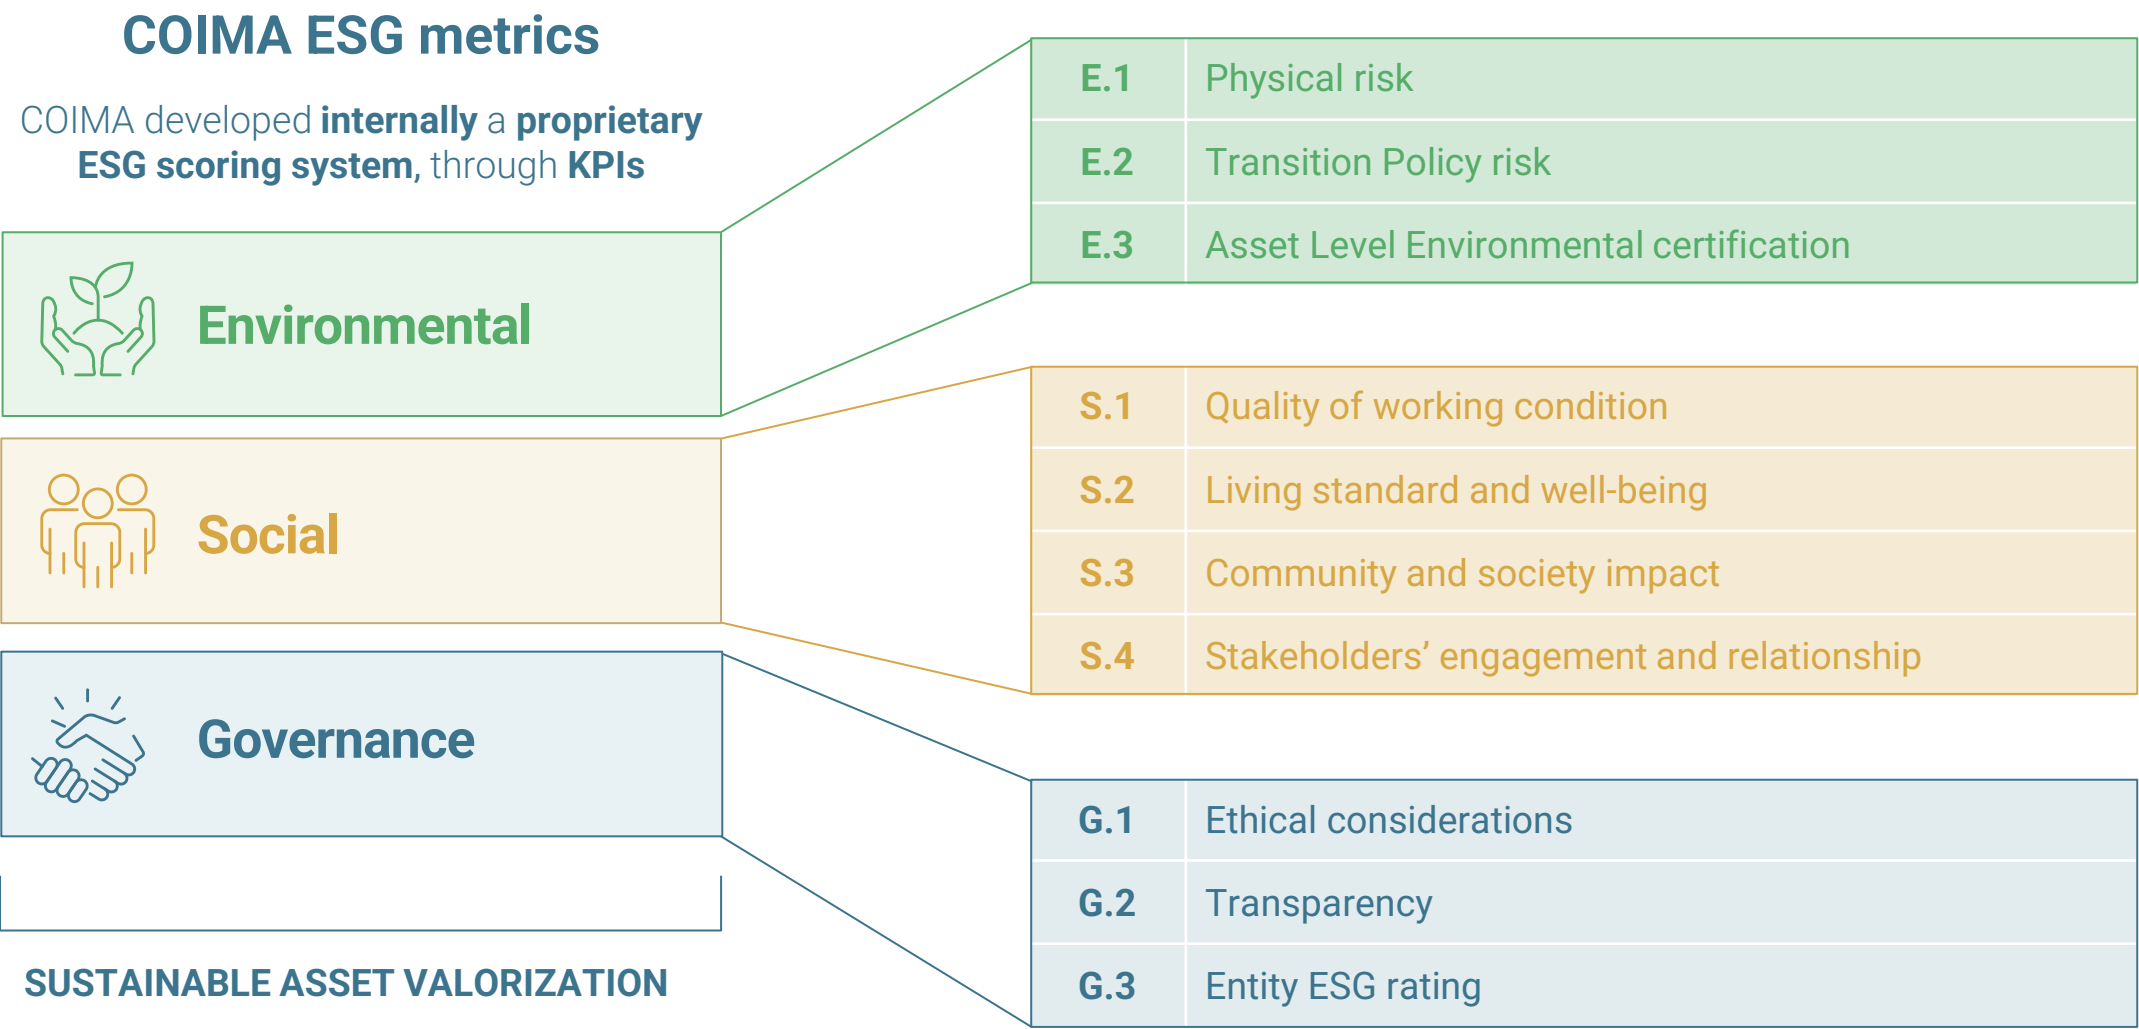 COIMA ESG metrics
COIMA developed internally a proprietary
ESG scoring system, through KPIs
Environmental
E.1 Physical risk
E.2 Transition Policy risk
E.3 Asset Level Environmental certification
Social
S.1 Quality of working condition
S.2 Living standard and well-being
S.3 Community and society impact
S.4 Stakeholders’ engagement and relationship
Governance
G.1 Ethical considerations
G.2 Transparency
G.3 Entity ESG rating
SUSTAINABLE ASSET VALORIZATION